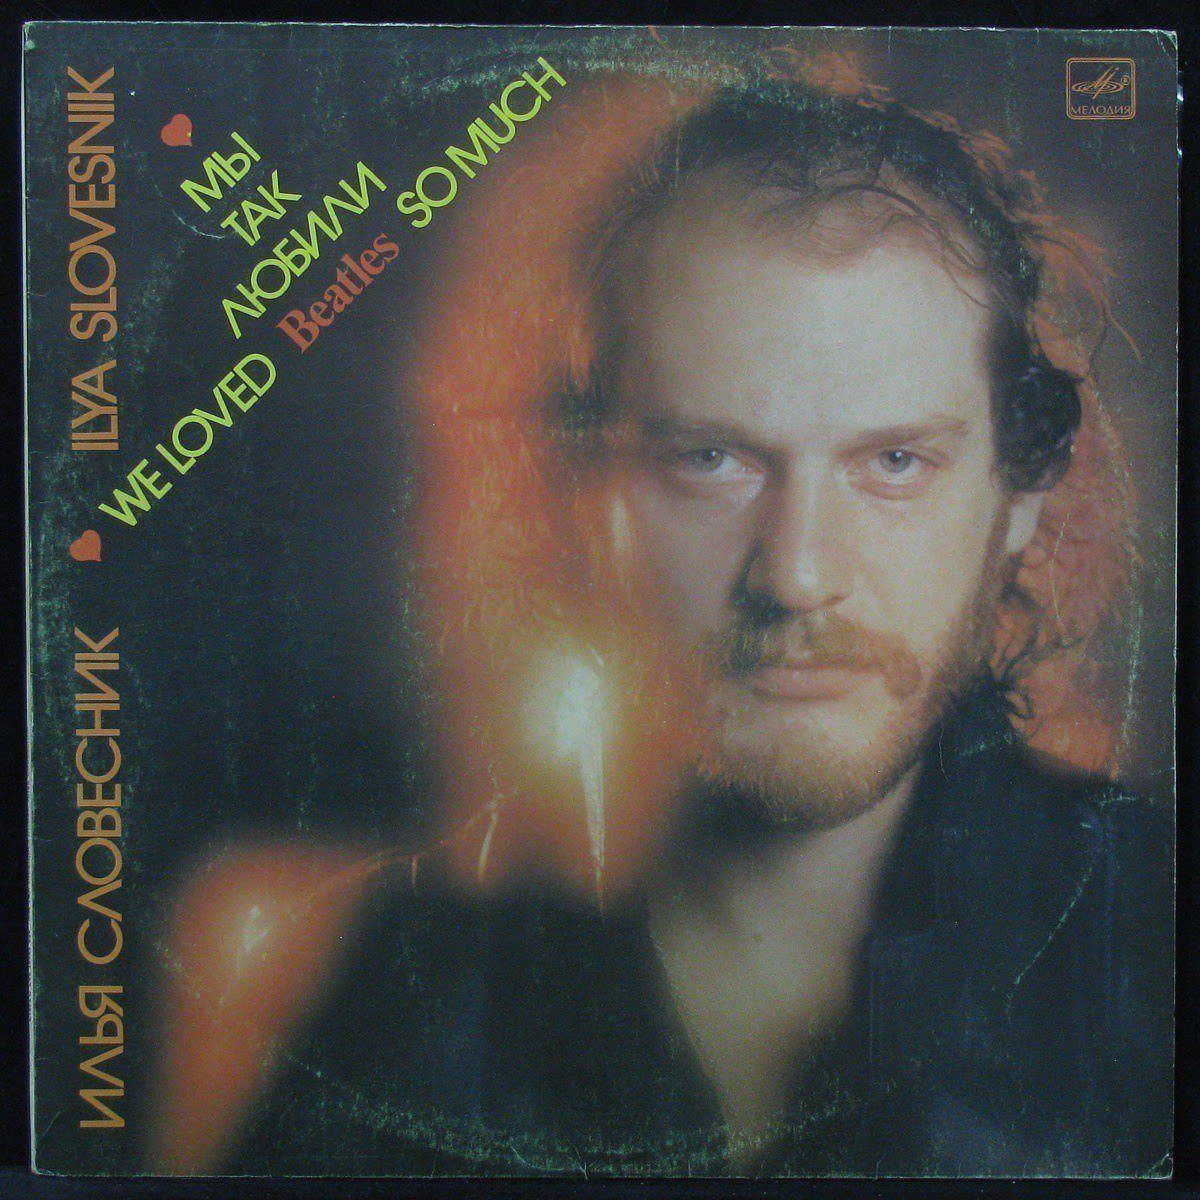 ИЛЬЯ СЛОВЕСНИК
ILYA SLOVESNIK
МЫ
ТАК
ЛЮБИЛИ
Beatles
WE LOVED
SO MUCH
МЕЛОДИЯ